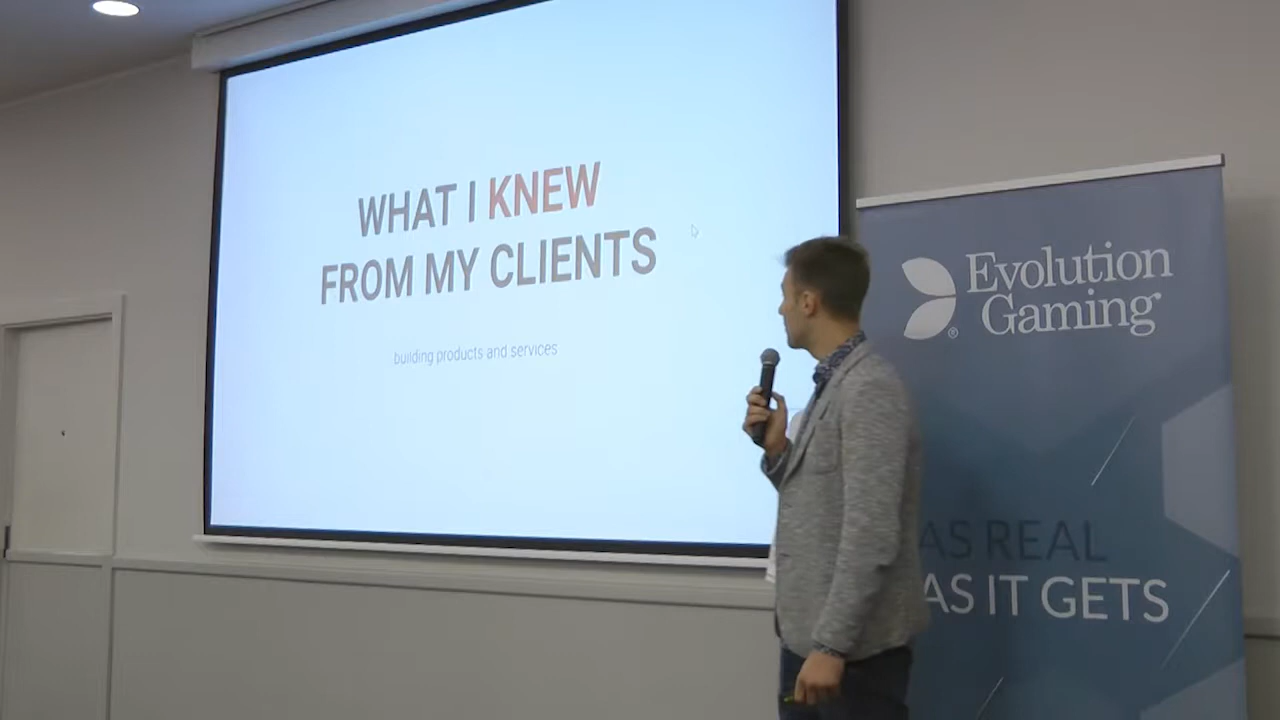 WHAT I KNEW
FROM MY CLIENTS
building products and services
Evolution
Gaming
®
AS REAL
AS IT GETS